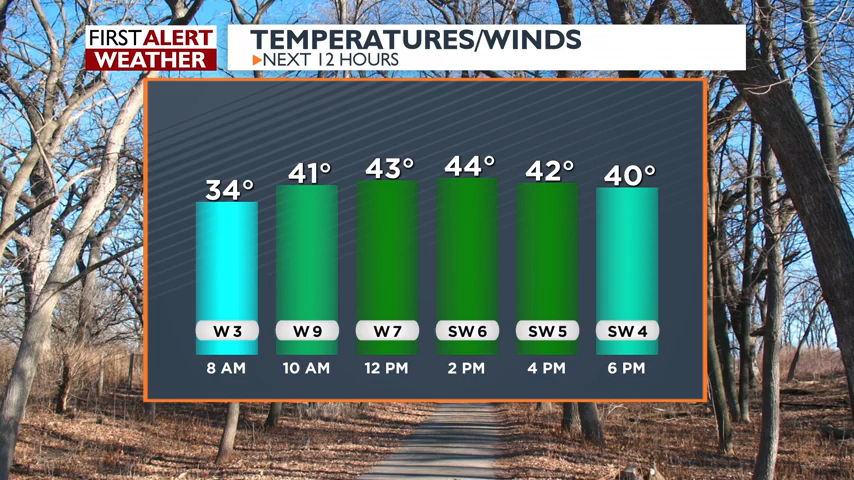 FIRST ALERT
WEATHER
TEMPERATURES/WINDS
NEXT 12 HOURS
34° 41° 43° 44° 42° 40°
W 3 W 9 W 7 SW 6 SW 5 SW 4
8 AM 10 AM 12 PM 2 PM 4 PM 6 PM